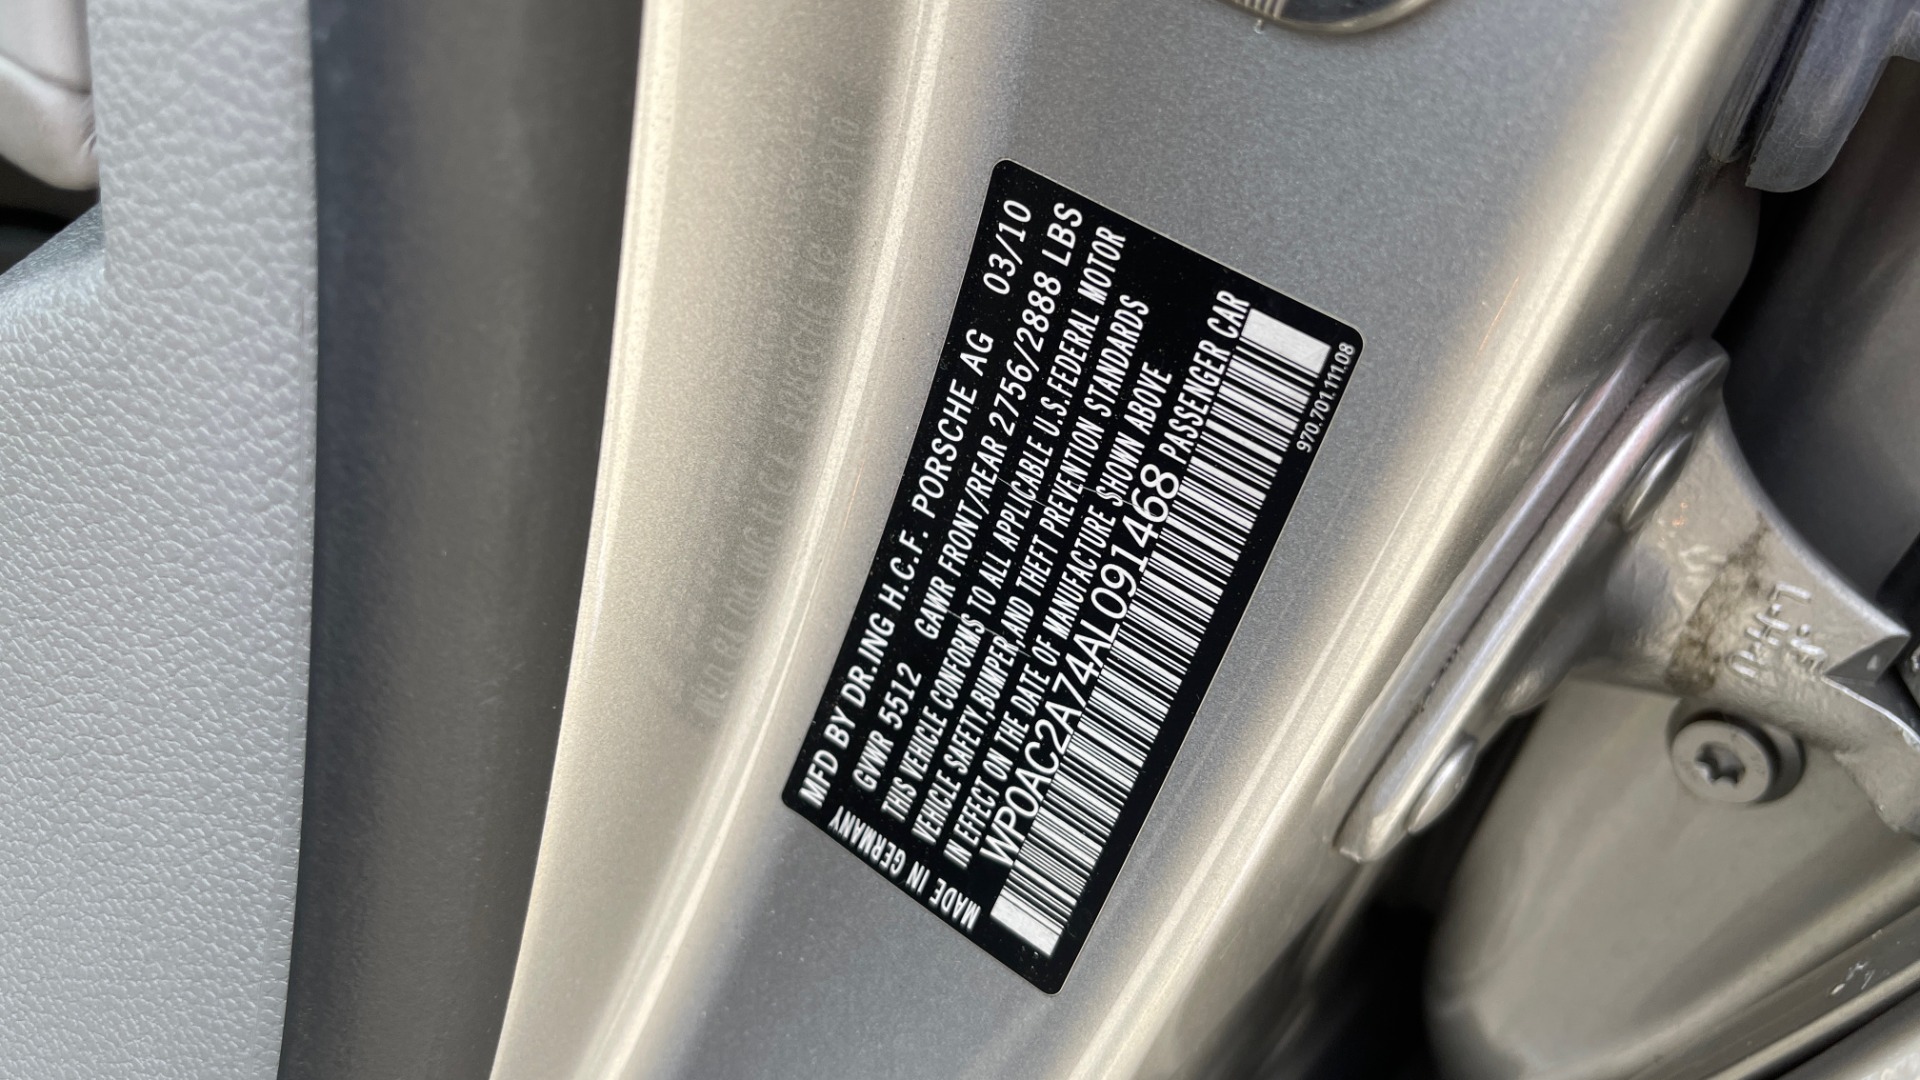 MFD BY DR.ING H.C.F. PORSCHE AG 03/10
GVWR 5512 GAWR FRONT/REAR 2756/2888 LBS
THIS VEHICLE CONFORMS TO ALL APPLICABLE U.S.FEDERAL MOTOR
VEHICLE SAFETY,BUMPER,AND THEFT PREVENTION STANDARDS
IN EFFECT ON THE DATE OF MANUFACTURE SHOWN ABOVE
WP0AC2A74AL091468 PASSENGER CAR
MADE IN GERMANY
970.701.111.08